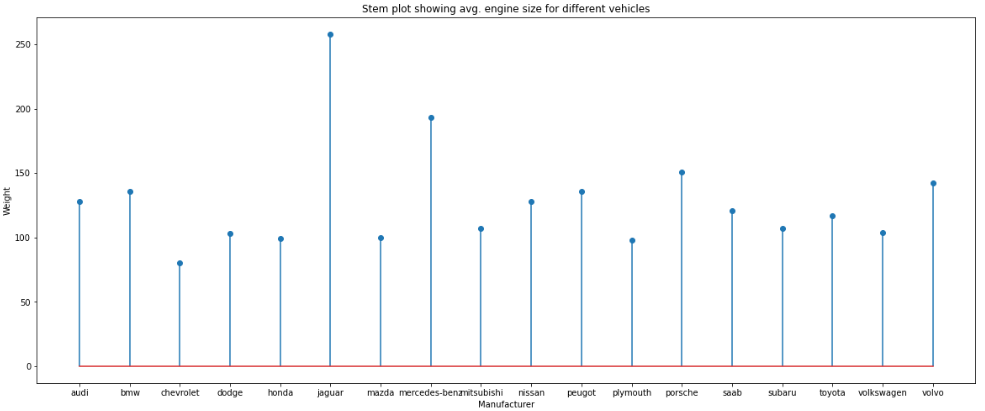 Stem plot showing avg. engine size for different vehicles
250
200
150
100
50
0
Weight
audi bmw chevrolet dodge honda jaguar mazda mercedes-benz mitsubishi nissan peugot plymouth porsche saab subaru toyota volkswagen volvo
Manufacturer